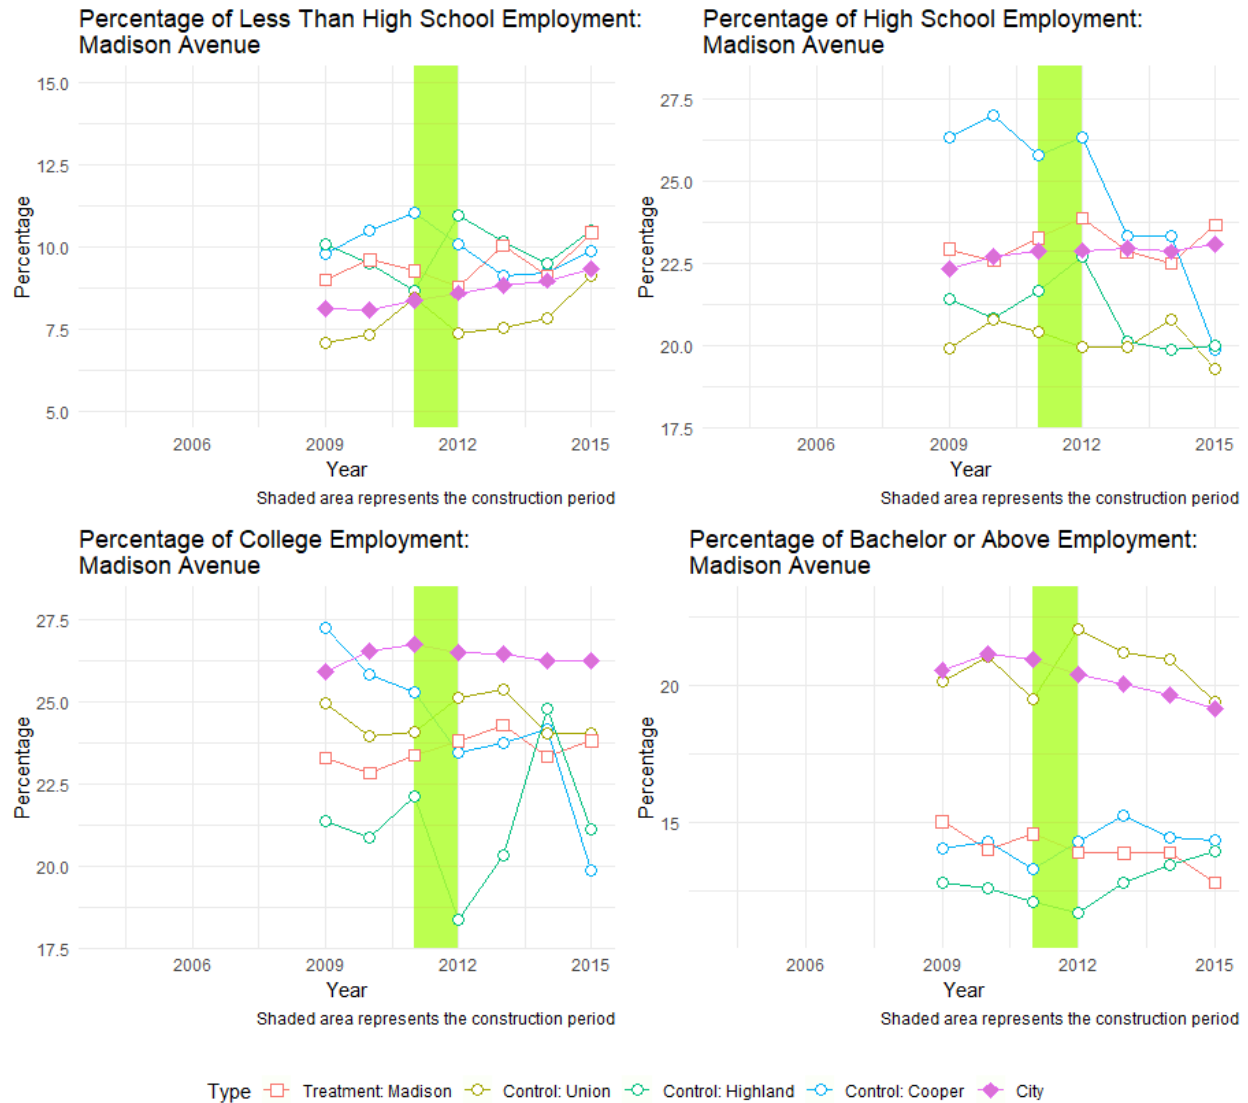 Percentage of Less Than High School Employment:
Madison Avenue
15.0
12.5
10.0
7.5
5.0
Percentage
2006 2009 2012 2015
Year
Shaded area represents the construction period
Percentage of High School Employment:
Madison Avenue
27.5
25.0
22.5
20.0
17.5
Percentage
2006 2009 2012 2015
Year
Shaded area represents the construction period
Percentage of College Employment:
Madison Avenue
27.5
25.0
22.5
20.0
17.5
Percentage
2006 2009 2012 2015
Year
Shaded area represents the construction period
Percentage of Bachelor or Above Employment:
Madison Avenue
20
15
Percentage
2006 2009 2012 2015
Year
Shaded area represents the construction period
Type Treatment: Madison Control: Union Control: Highland Control: Cooper City